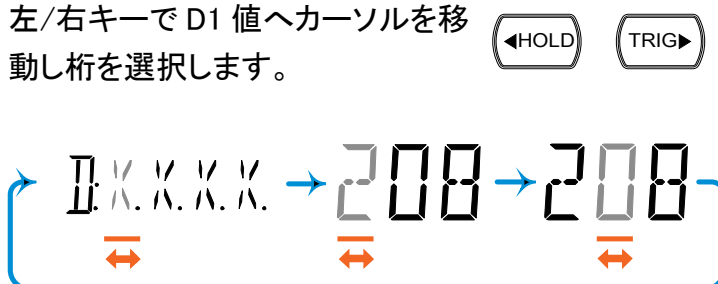 左/右キーで D1 値へカーソルを移
動し桁を選択します。
◀HOLD TRIG▶
D:K.K.K.K. → 208 → 208